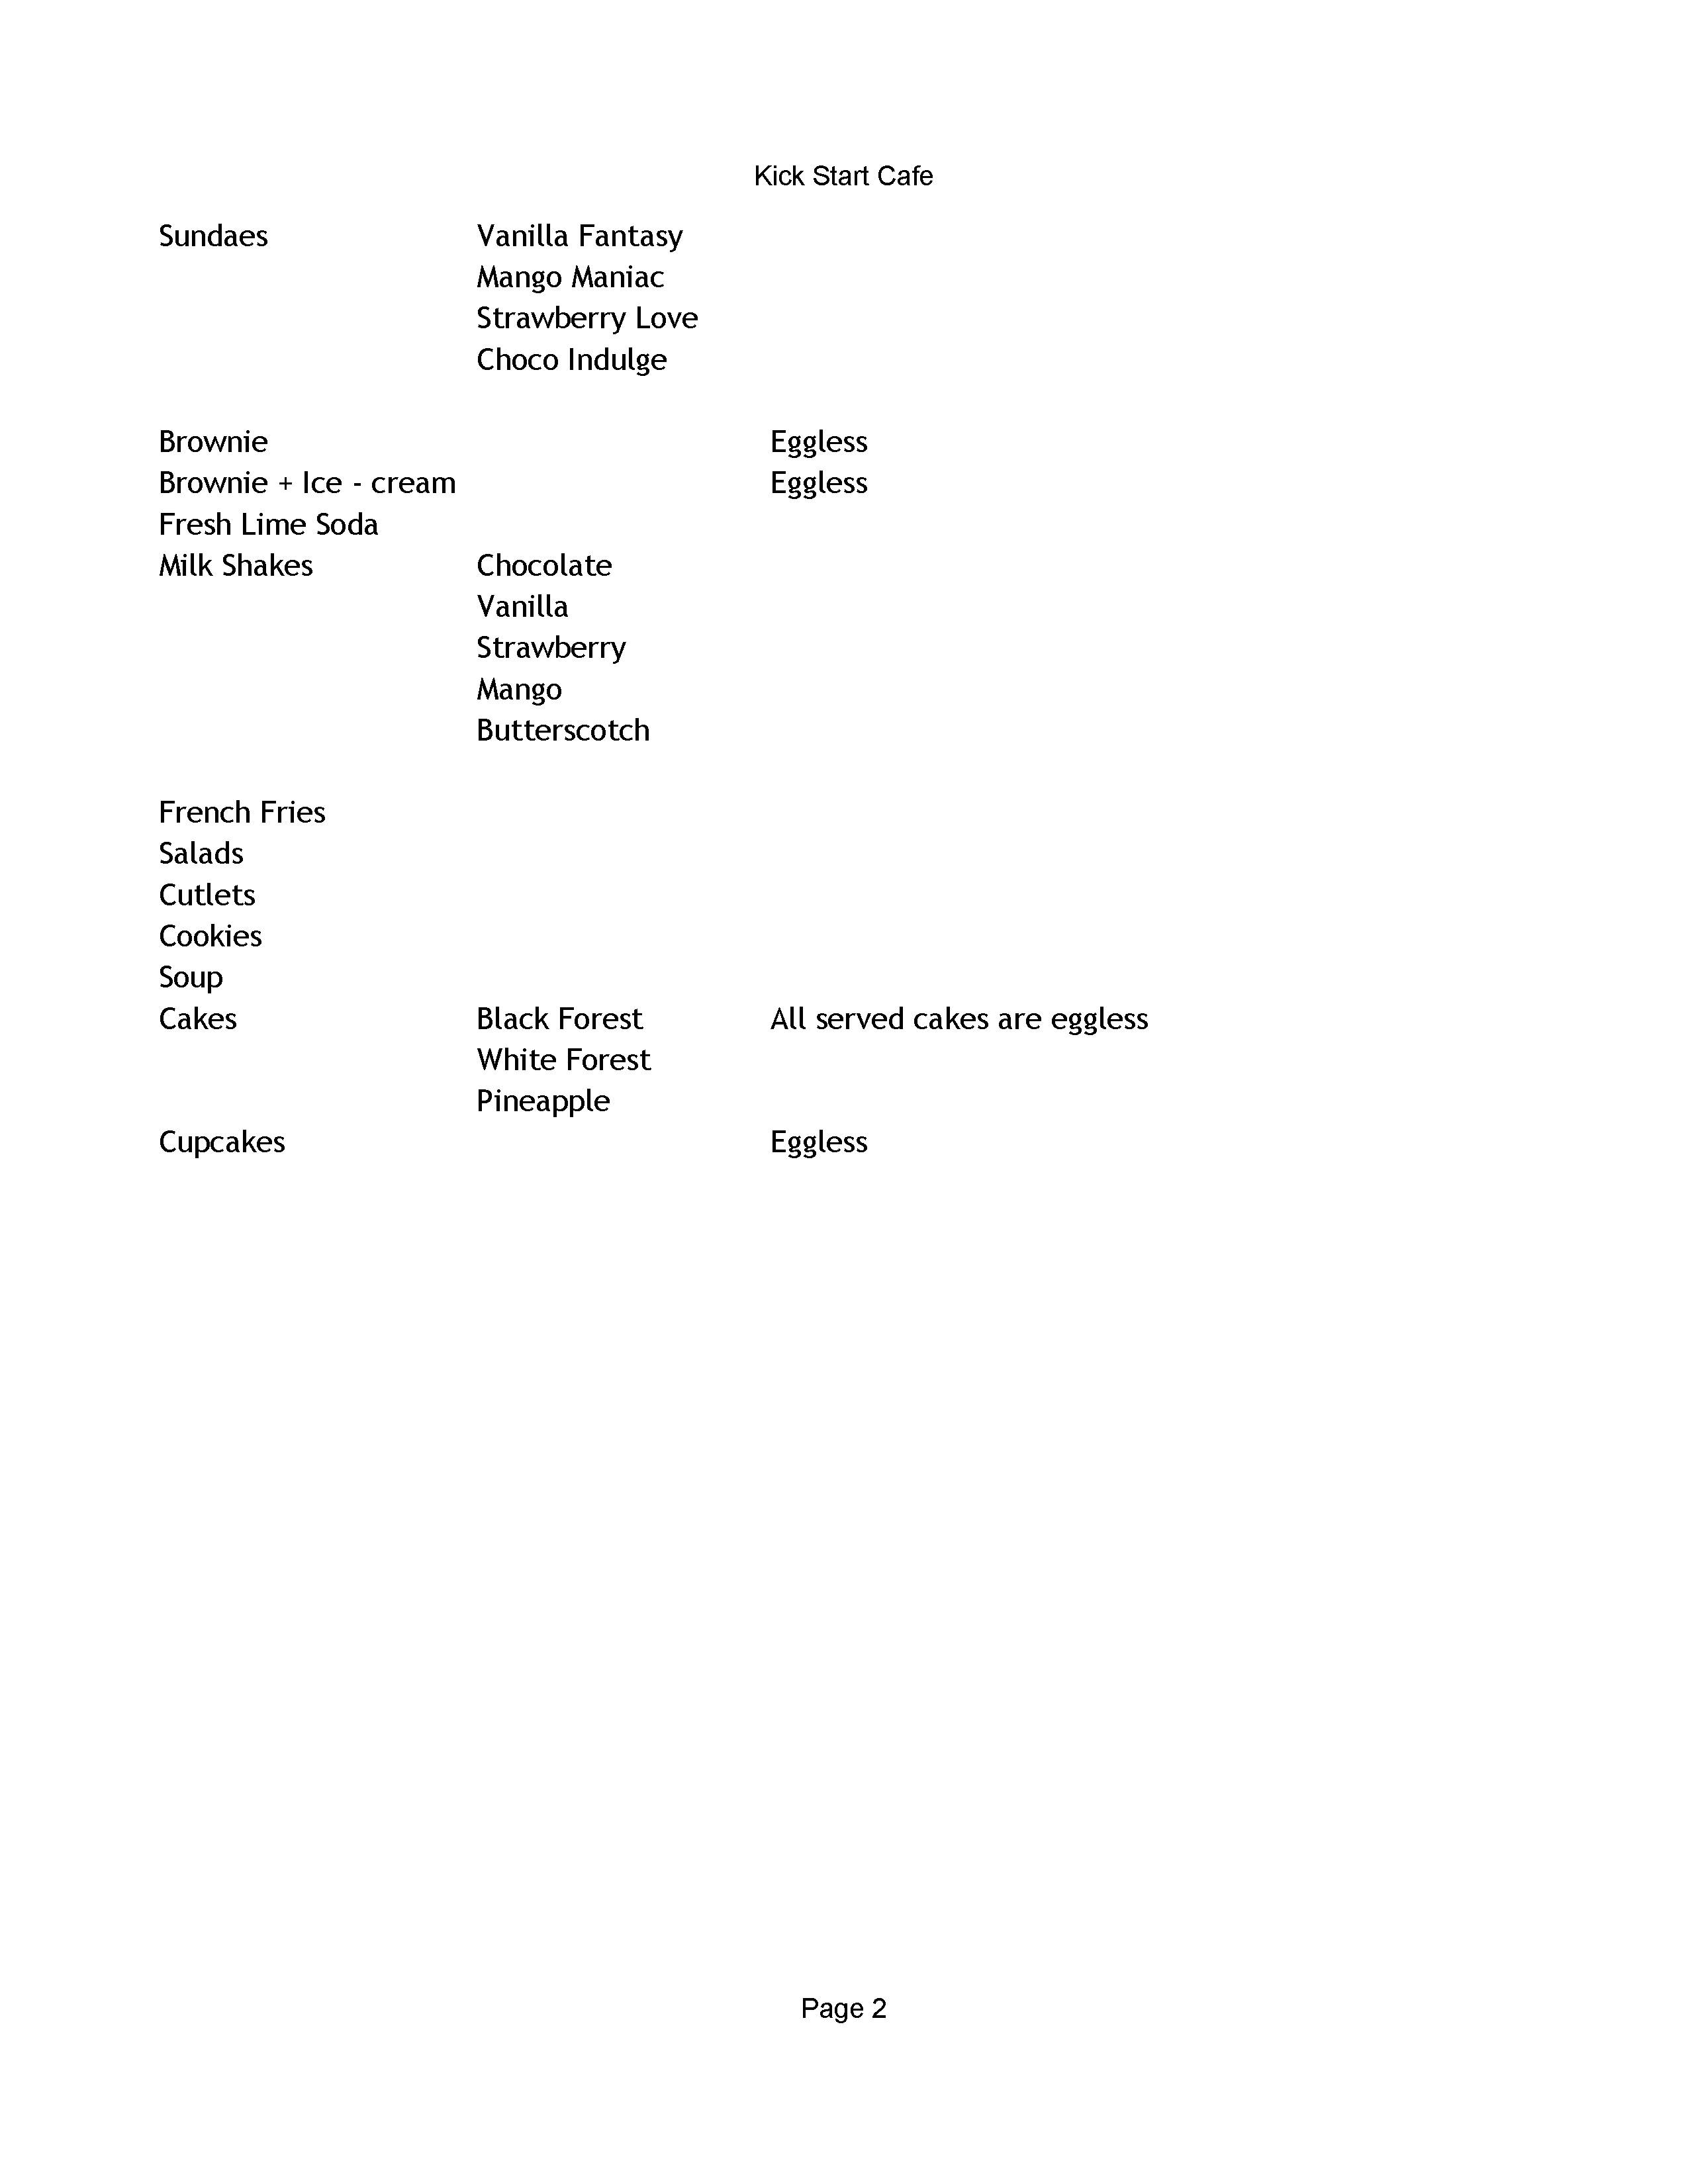 Kick Start Cafe
Sundaes Vanilla Fantasy
Mango Maniac
Strawberry Love
Choco Indulge
Brownie Eggless
Brownie + Ice - cream Eggless
Fresh Lime Soda
Milk Shakes Chocolate
Vanilla
Strawberry
Mango
Butterscotch
French Fries
Salads
Cutlets
Cookies
Soup
Cakes Black Forest All served cakes are eggless
White Forest
Pineapple
Cupcakes Eggless
Page 2